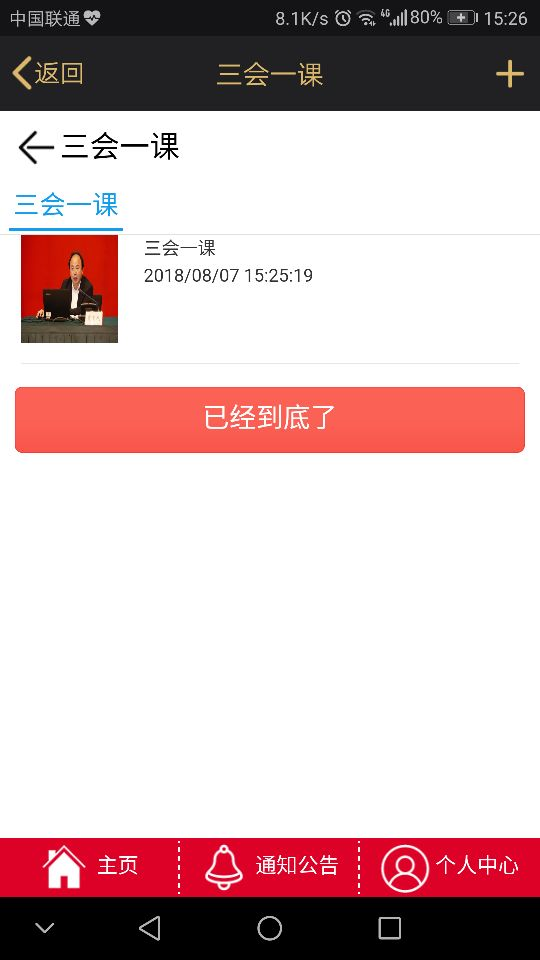 中国联通 8.1K/s 4G 80% 15:26
返回 三会一课
三会一课
三会一课
三会一课
2018/08/07 15:25:19
已经到底了
主页 通知公告 个人中心